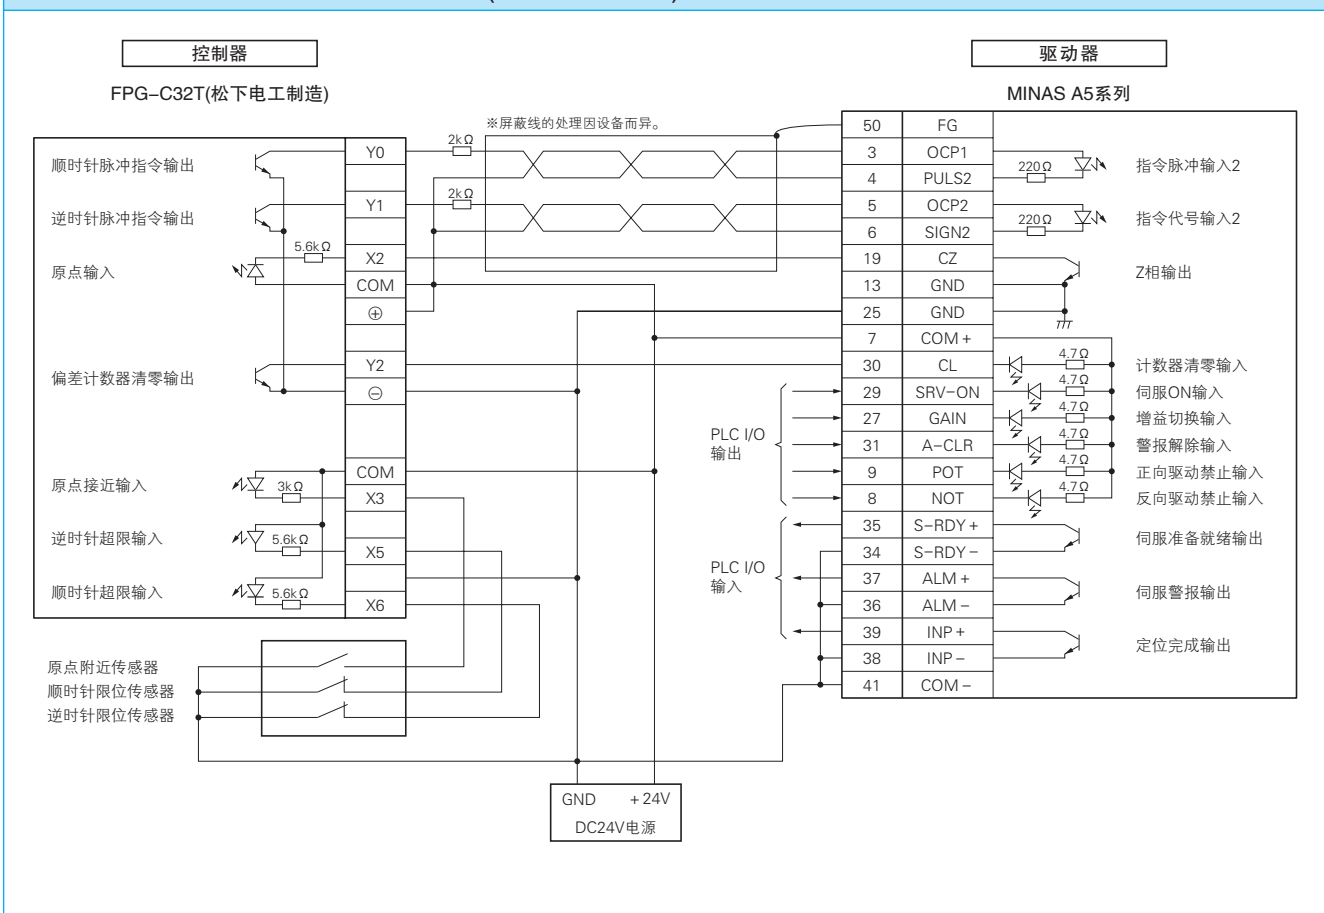 控制器
FPG-C32T(松下电工制造)
驱动器
MINAS A5系列
※屏蔽线的处理因设备而异。
顺时针脉冲指令输出
逆时针脉冲指令输出
5.6kΩ
原点输入
偏差计数器清零输出
原点接近输入
3kΩ
逆时针超限输入
5.6kΩ
顺时针超限输入
5.6kΩ
Y0
Y1
X2
COM
⊕
Y2
⊖
COM
X3
X5
X6
2kΩ
2kΩ
原点附近传感器
顺时针限位传感器
逆时针限位传感器
GND +24V
DC24V电源
PLC I/O
输出
PLC I/O
输入
50 FG
3 OCP1
4 PULS2
5 OCP2
6 SIGN2
19 CZ
13 GND
25 GND
7 COM+
30 CL
29 SRV-ON
27 GAIN
31 A-CLR
9 POT
8 NOT
35 S-RDY+
34 S-RDY-
37 ALM+
36 ALM-
39 INP+
38 INP-
41 COM-
220Ω
指令脉冲输入2
220Ω
指令代号输入2
Z相输出
4.7Ω
计数器清零输入
4.7Ω
伺服ON输入
4.7Ω
增益切换输入
4.7Ω
警报解除输入
4.7Ω
正向驱动禁止输入
4.7Ω
反向驱动禁止输入
伺服准备就绪输出
伺服警报输出
定位完成输出